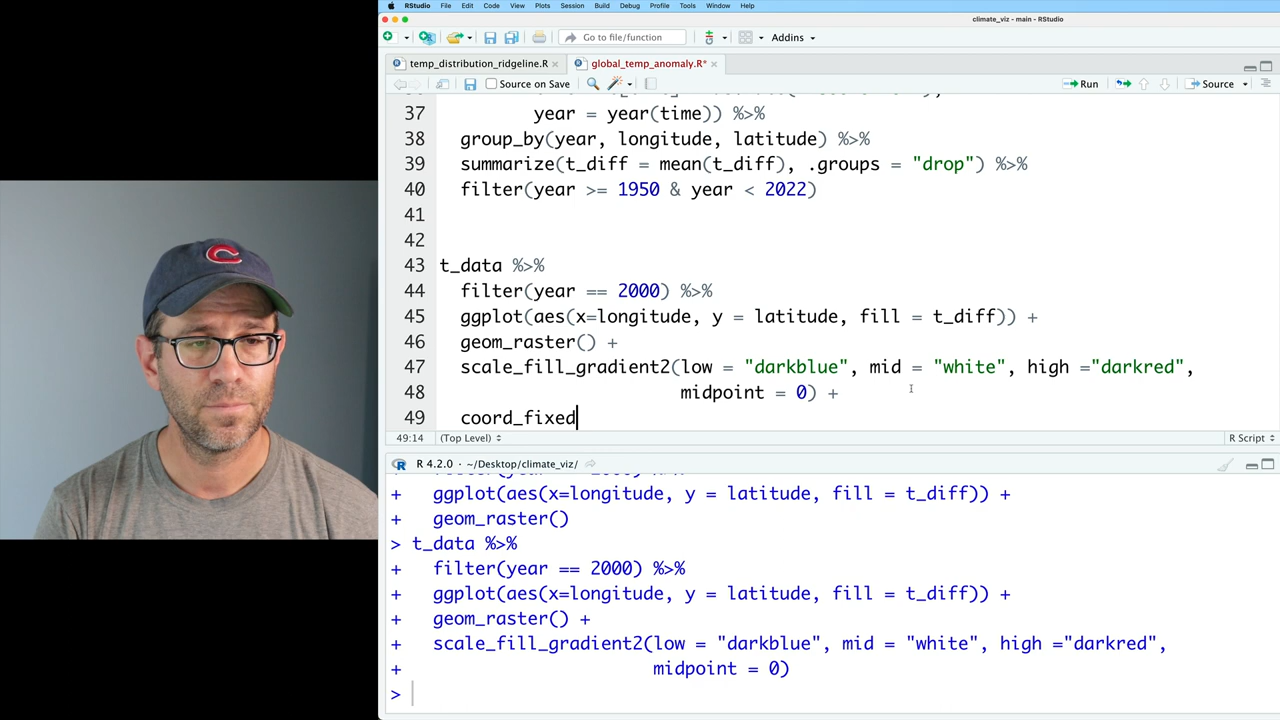 RStudio File Edit Code View Plots Session Build Debug Profile Tools Window Help
climate_viz - main - RStudio
Go to file/function Addins
temp_distribution_ridgeline.R global_temp_anomaly.R*
Source on Save Run Source
37 year = year(time)) %>%
38 group_by(year, longitude, latitude) %>%
39 summarize(t_diff = mean(t_diff), .groups = "drop") %>%
40 filter(year >= 1950 & year < 2022)
41
42
43 t_data %>%
44 filter(year == 2000) %>%
45 ggplot(aes(x=longitude, y = latitude, fill = t_diff)) +
46 geom_raster() +
47 scale_fill_gradient2(low = "darkblue", mid = "white", high ="darkred",
48 midpoint = 0) +
49 coord_fixed
49:14 (Top Level) R Script
R 4.2.0 · ~/Desktop/climate_viz/
+ ggplot(aes(x=longitude, y = latitude, fill = t_diff)) +
+ geom_raster()
> t_data %>%
+ filter(year == 2000) %>%
+ ggplot(aes(x=longitude, y = latitude, fill = t_diff)) +
+ geom_raster() +
+ scale_fill_gradient2(low = "darkblue", mid = "white", high ="darkred",
+ midpoint = 0)
>